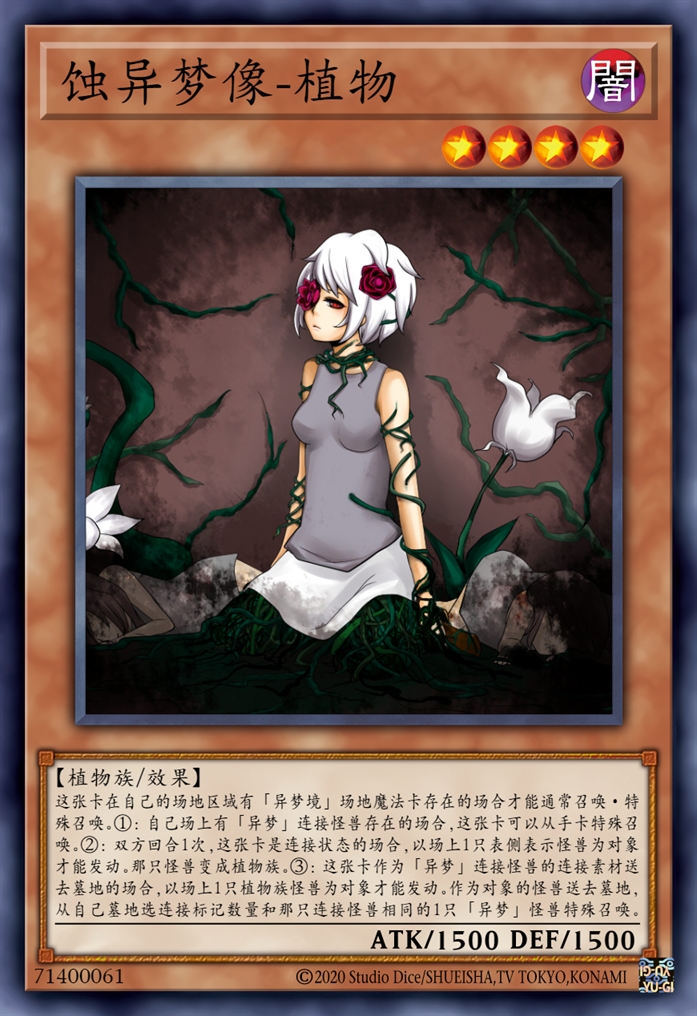 蚀异梦像-植物
闇
【植物族/效果】
这张卡在自己的场地区域有「异梦境」场地魔法卡存在的场合才能通常召唤·特
殊召唤。①：自己场上有「异梦」连接怪兽存在的场合，这张卡可以从手卡特殊召
唤。②：双方回合1次，这张卡是连接状态的场合，以场上1只表侧表示怪兽为对象
才能发动。那只怪兽变成植物族。③：这张卡作为「异梦」连接怪兽的连接素材送
去墓地的场合，以场上1只植物族怪兽为对象才能发动。作为对象的怪兽送去墓地，
从自己墓地选连接标记数量和那只连接怪兽相同的1只「异梦」怪兽特殊召唤。
ATK/1500 DEF/1500
71400061
©2020 Studio Dice/SHUEISHA,TV TOKYO,KONAMI